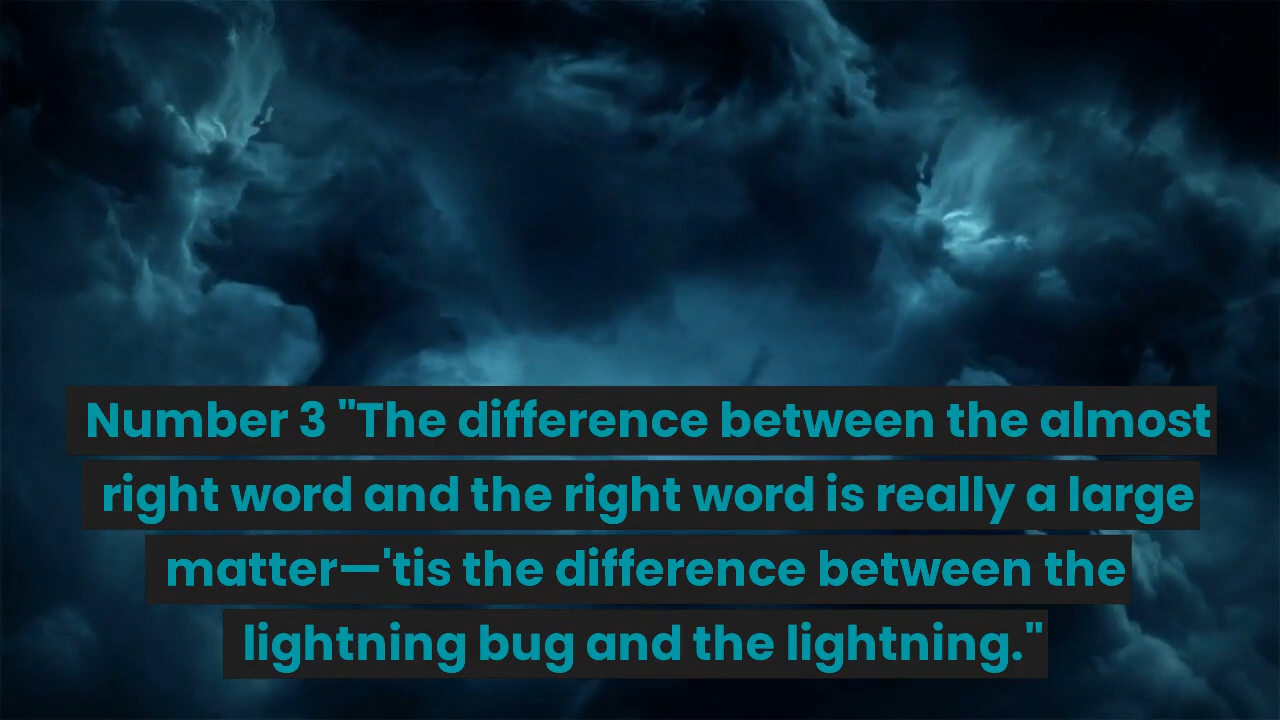 Number 3 "The difference between the almost
right word and the right word is really a large
matter—'tis the difference between the
lightning bug and the lightning."